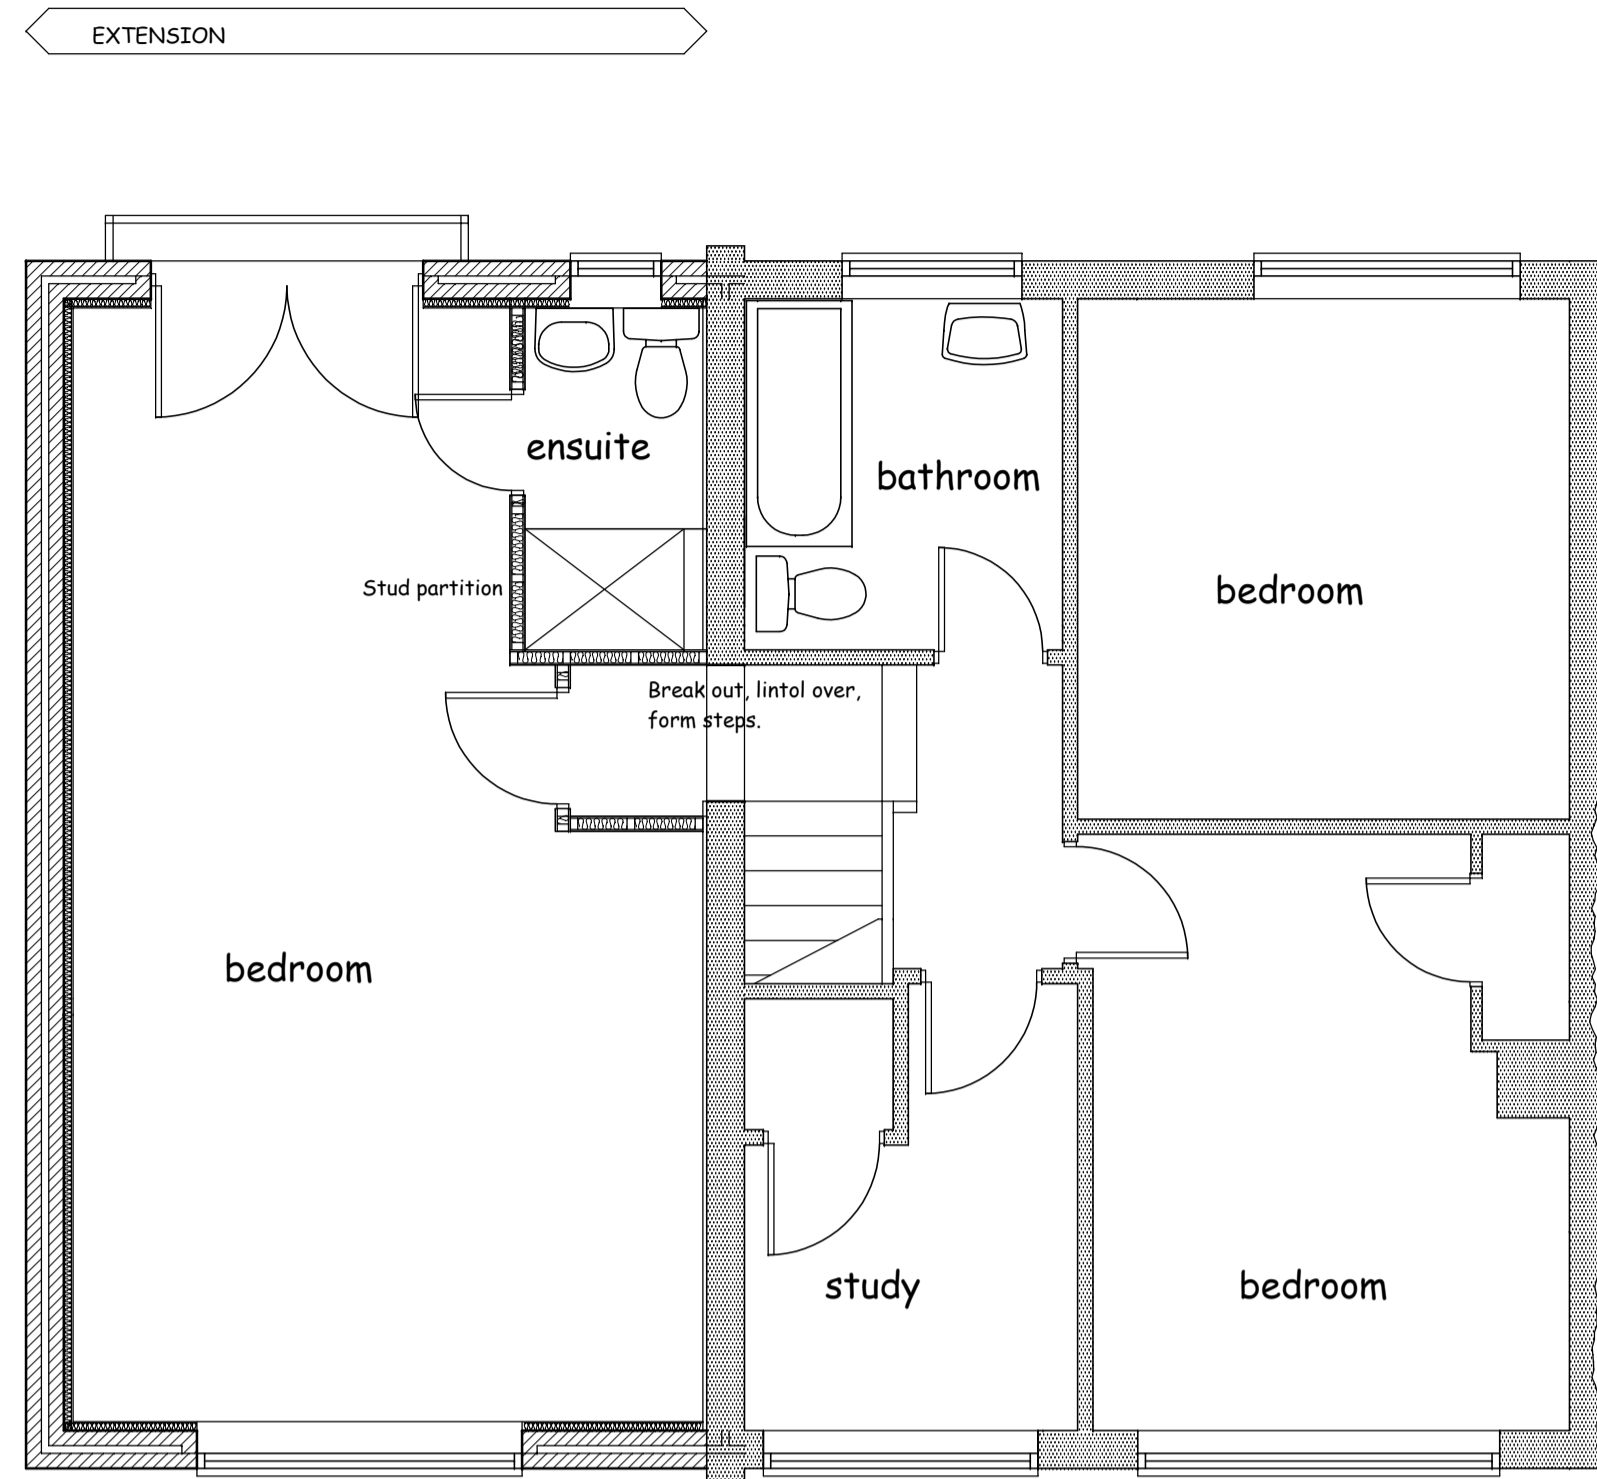 EXTENSION
ensuite
bathroom
Stud partition
bedroom
Break out, lintol over,
form steps.
bedroom
study
bedroom